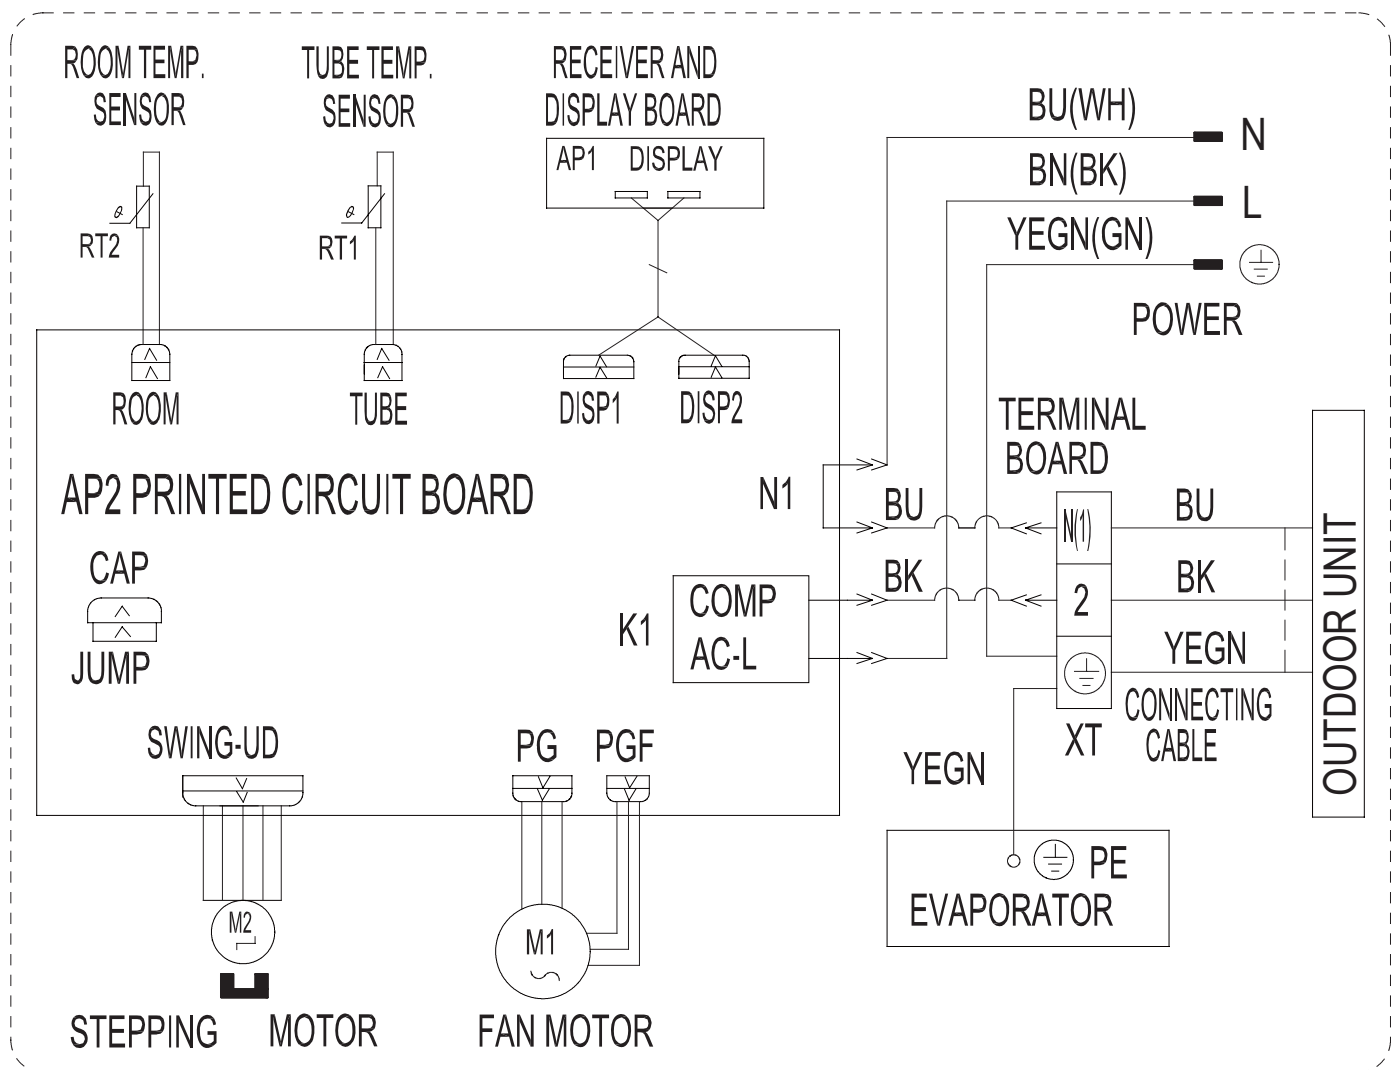 ROOM TEMP.
SENSOR
TUBE TEMP.
SENSOR
RECEIVER AND
DISPLAY BOARD
AP1 DISPLAY
BU(WH)
N
BN(BK)
L
YEGN(GN)
POWER
θ
RT2
θ
RT1
ROOM
TUBE
DISP1
DISP2
TERMINAL
BOARD
AP2 PRINTED CIRCUIT BOARD
N1
BU
N(1)
BU
CAP
JUMP
K1
COMP
AC-L
BK
2
BK
YEGN
OUTDOOR UNIT
XT
CONNECTING
CABLE
SWING-UD
PG
PGF
YEGN
PE
EVAPORATOR
M2
M1
STEPPING MOTOR
FAN MOTOR